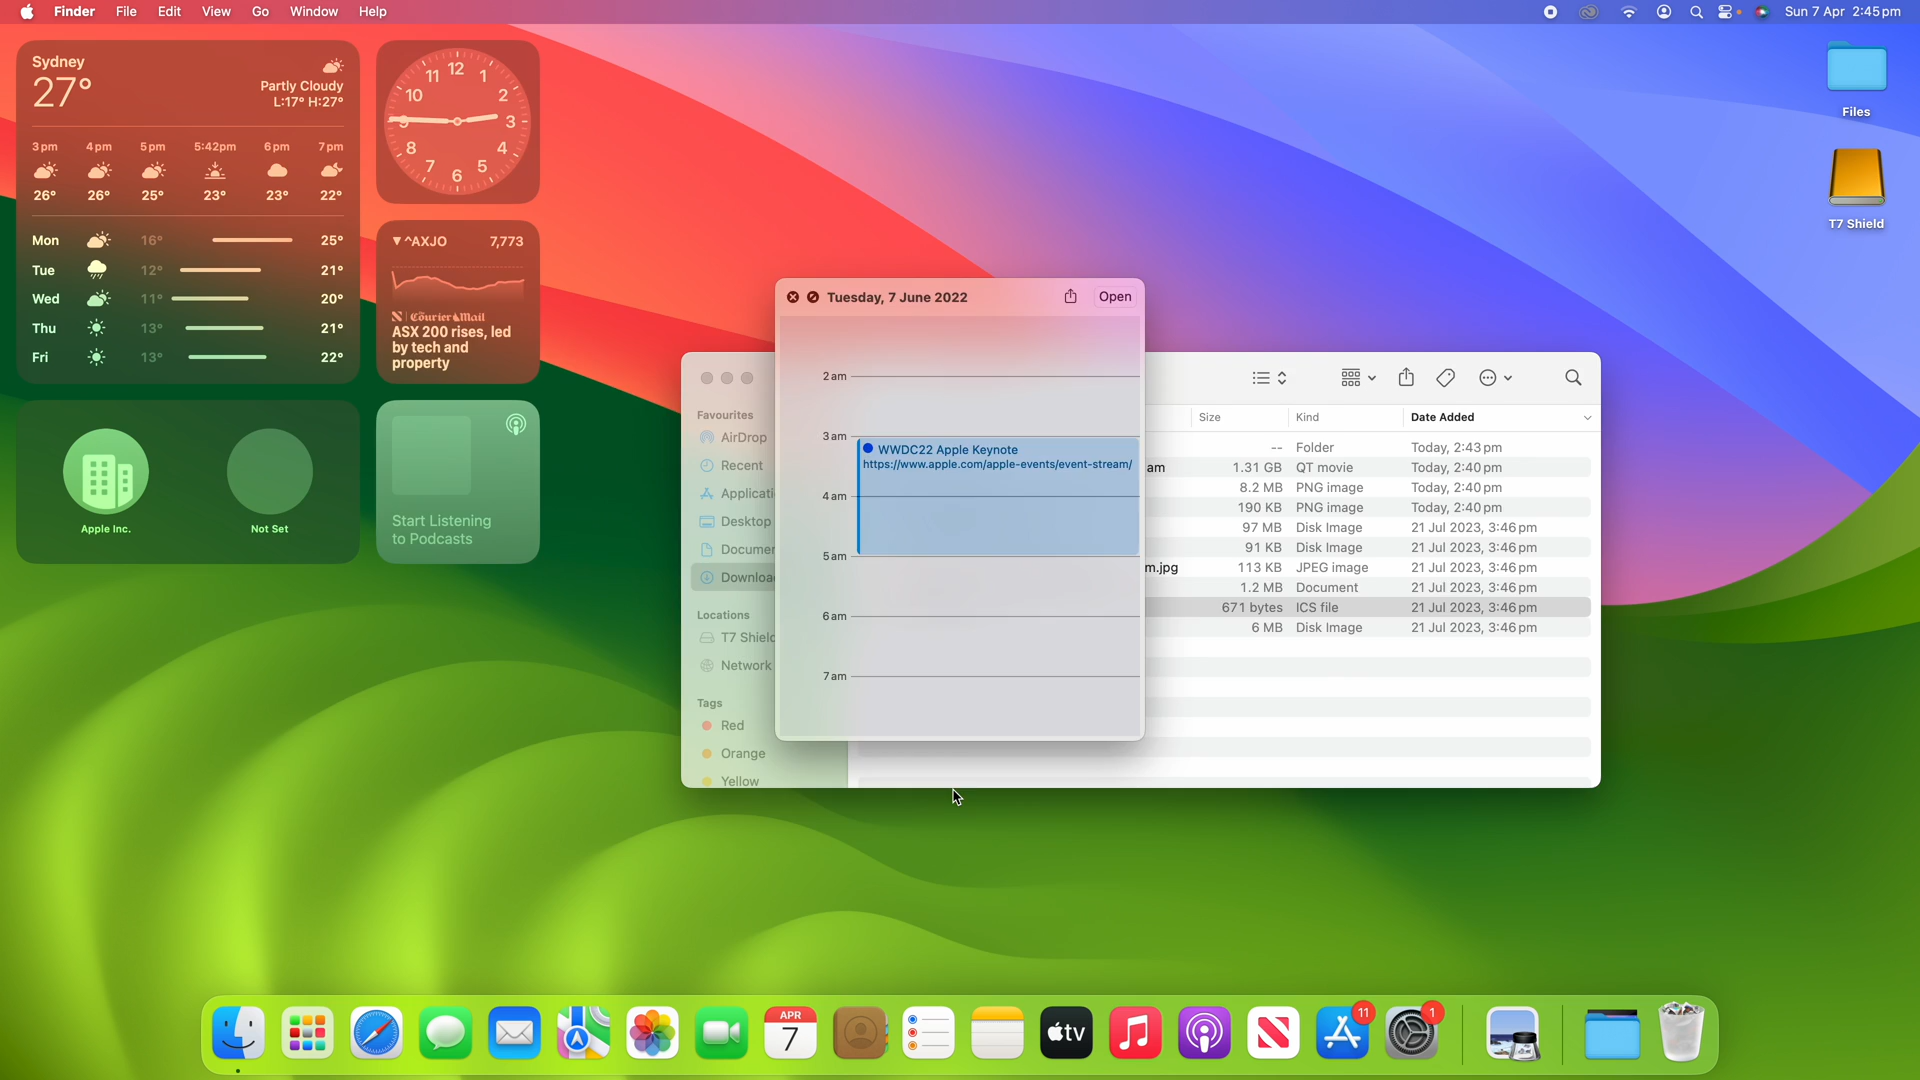 Finder File Edit View Go Window Help
Sun 7 Apr 2:45 pm
Sydney
27°
Partly Cloudy
L:17° H:27°
3 pm 4 pm 5 pm 5:42pm 6 pm 7 pm
26° 26° 25° 23° 23° 22°
Mon 16° 25°
Tue 12° 21°
Wed 11° 20°
Thu 13° 21°
Fri 13° 22°
12 1 2 3 4 5 6 7 8 9 10 11
^AXJO 7,773
N Courier Mail
ASX 200 rises, led
by tech and
property
Apple Inc.
Not Set
Start Listening
to Podcasts
Files
T7 Shield
Tuesday, 7 June 2022
Open
2 am
3 am
WWDC22 Apple Keynote
https://www.apple.com/apple-events/event-stream/
4 am
5 am
6 am
7 am
Favourites
AirDrop
Recent
Applicati
Desktop
Documen
Downloa
Locations
T7 Shield
Network
Tags
Red
Orange
Yellow
Size Kind Date Added
-- Folder Today, 2:43 pm
am 1.31 GB QT movie Today, 2:40 pm
8.2 MB PNG image Today, 2:40 pm
190 KB PNG image Today, 2:40 pm
97 MB Disk Image 21 Jul 2023, 3:46 pm
91 KB Disk Image 21 Jul 2023, 3:46 pm
m.jpg 113 KB JPEG image 21 Jul 2023, 3:46 pm
1.2 MB Document 21 Jul 2023, 3:46 pm
671 bytes ICS file 21 Jul 2023, 3:46 pm
6 MB Disk Image 21 Jul 2023, 3:46 pm
APR
7
tv
11
1